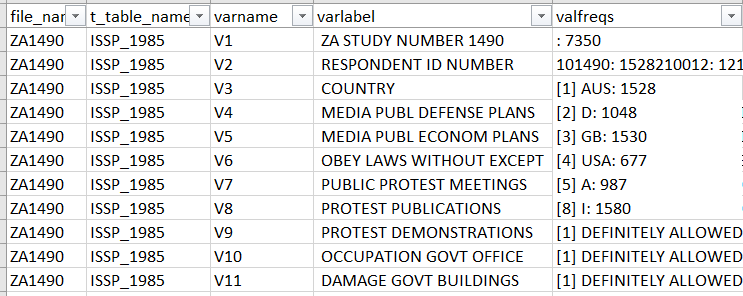 file_nar t_table_name varname varlabel valfreqs
ZA1490 ISSP_1985 V1 ZA STUDY NUMBER 1490 : 7350
ZA1490 ISSP_1985 V2 RESPONDENT ID NUMBER 101490: 1528210012: 121
ZA1490 ISSP_1985 V3 COUNTRY [1] AUS: 1528
ZA1490 ISSP_1985 V4 MEDIA PUBL DEFENSE PLANS [2] D: 1048
ZA1490 ISSP_1985 V5 MEDIA PUBL ECONOM PLANS [3] GB: 1530
ZA1490 ISSP_1985 V6 OBEY LAWS WITHOUT EXCEPT [4] USA: 677
ZA1490 ISSP_1985 V7 PUBLIC PROTEST MEETINGS [5] A: 987
ZA1490 ISSP_1985 V8 PROTEST PUBLICATIONS [8] I: 1580
ZA1490 ISSP_1985 V9 PROTEST DEMONSTRATIONS [1] DEFINITELY ALLOWED
ZA1490 ISSP_1985 V10 OCCUPATION GOVT OFFICE [1] DEFINITELY ALLOWED
ZA1490 ISSP_1985 V11 DAMAGE GOVT BUILDINGS [1] DEFINITELY ALLOWED